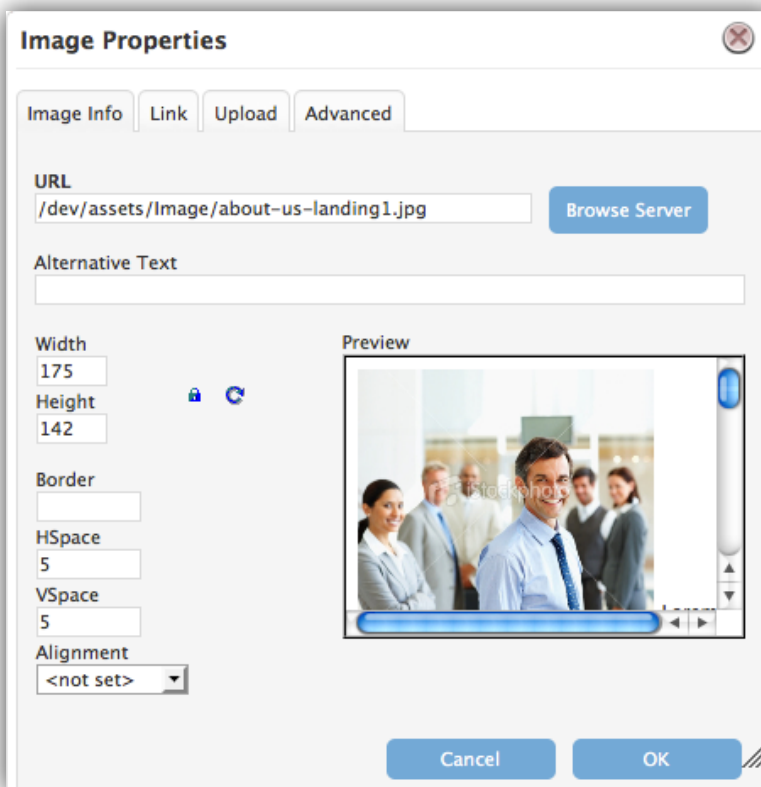 Image Properties
Image Info Link Upload Advanced
URL
/dev/assets/Image/about-us-landing1.jpg
Browse Server
Alternative Text
Width
175
Height
142
Border
HSpace
5
VSpace
5
Alignment
<not set>
Preview
iStockphoto
Cancel OK